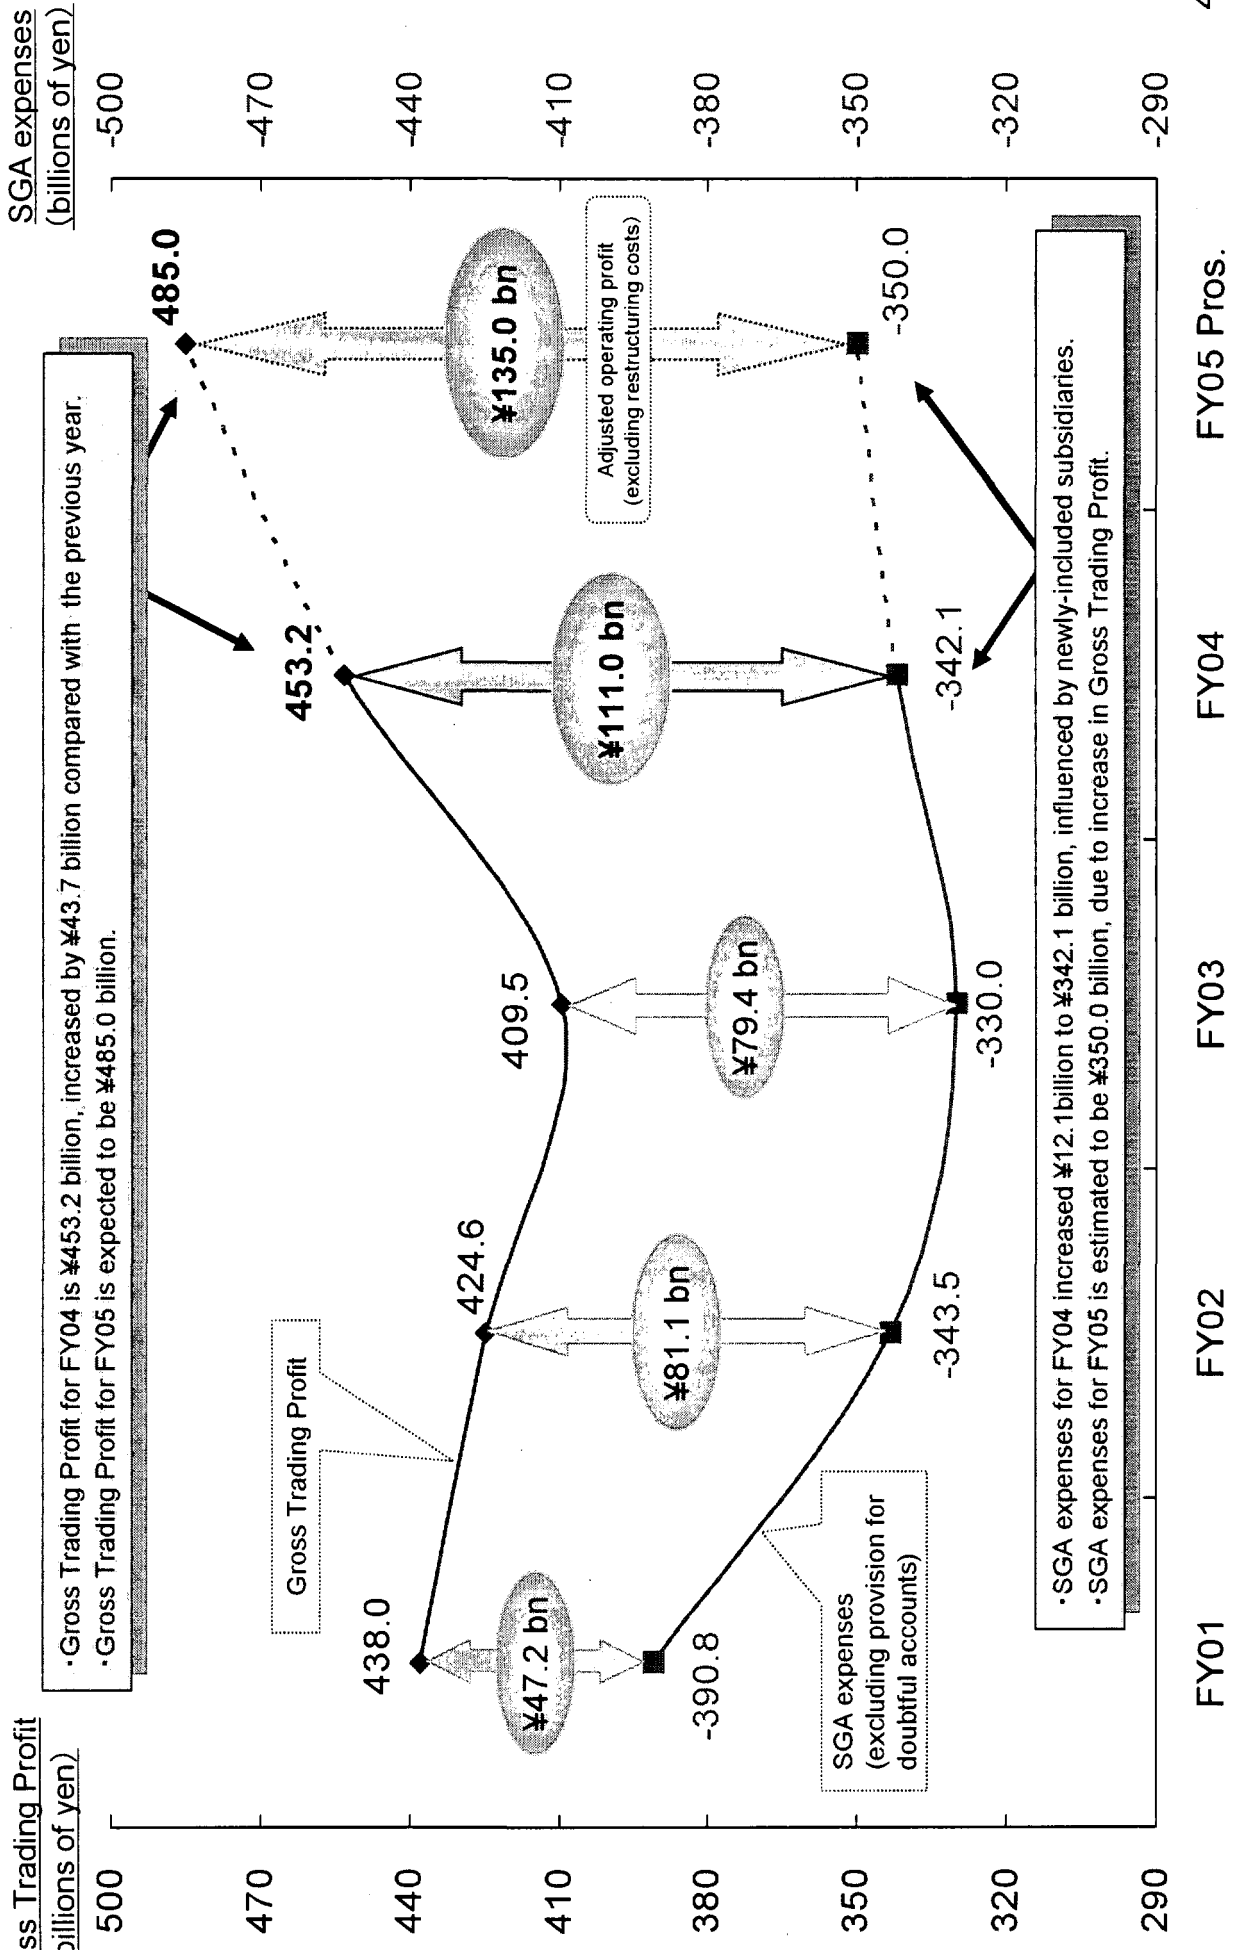 ss Trading Profit
billions of yen)
SGA expenses
(billions of yen)
・Gross Trading Profit for FY04 is ¥453.2 billion, increased by ¥43.7 billion compared with the previous year.
・Gross Trading Profit for FY05 is expected to be ¥485.0 billion.
500
470
440
410
380
350
320
290
-500
-470
-440
-410
-380
-350
-320
-290
Gross Trading Profit
438.0
424.6
409.5
453.2
485.0
¥47.2 bn
¥81.1 bn
¥79.4 bn
¥111.0 bn
¥135.0 bn
Adjusted operating profit
(excluding restructuring costs)
-390.8
-343.5
-330.0
-342.1
-350.0
SGA expenses
(excluding provision for
doubtful accounts)
・SGA expenses for FY04 increased ¥12.1billion to ¥342.1 billion, influenced by newly-included subsidiaries.
・SGA expenses for FY05 is estimated to be ¥350.0 billion, due to increase in Gross Trading Profit.
FY01
FY02
FY03
FY04
FY05 Pros.